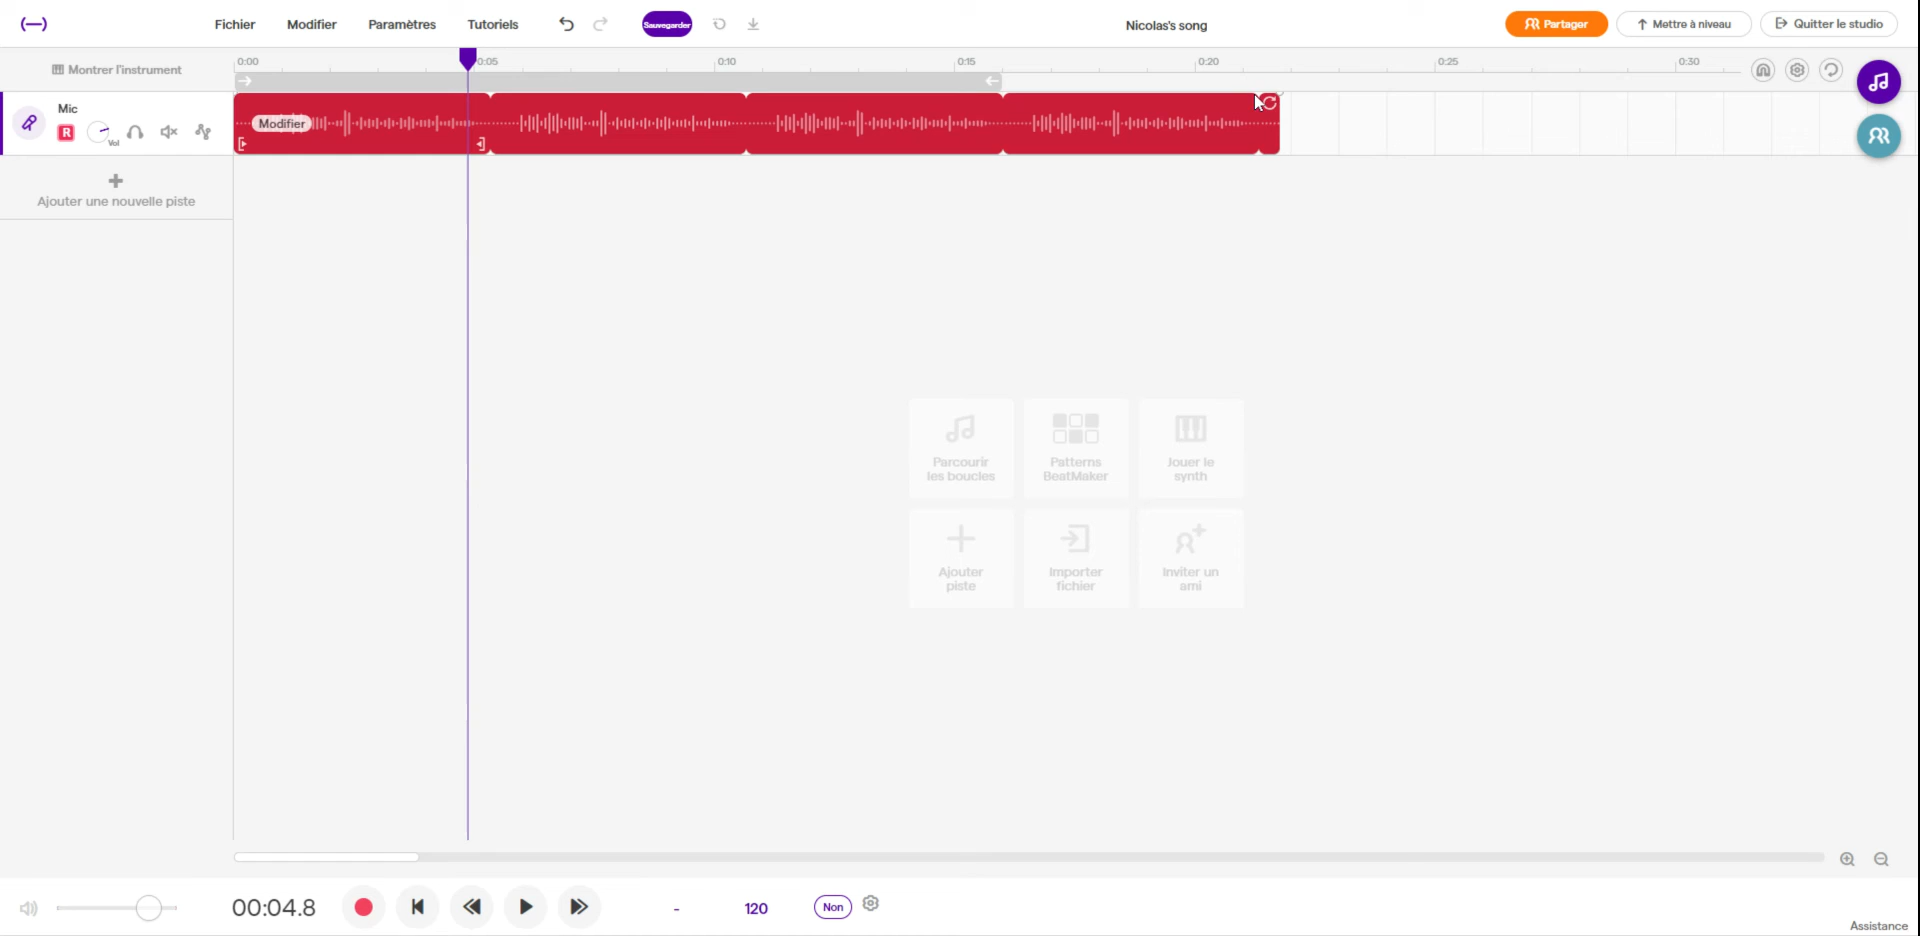 Fichier Modifier Paramètres Tutoriels Sauvegarder Nicolas's song Partager Mettre à niveau Quitter le studio
Montrer l'instrument 0:00 0:05 0:10 0:15 0:20 0:25 0:30
Mic
R Vol Modifier
Ajouter une nouvelle piste
Parcourir
les boucles
Patterns
BeatMaker
Jouer le
synth
Ajouter
piste
Importer
fichier
Inviter un
ami
00:04.8 - 120 Non
Assistance